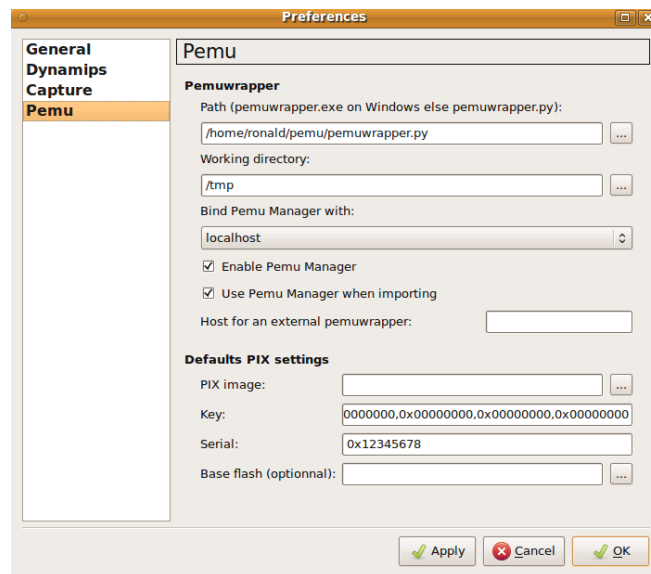 Preferences
General
Dynamips
Capture
Pemu
Pemu
Pemuwrapper
Path (pemuwrapper.exe on Windows else pemuwrapper.py):
/home/ronald/pemu/pemuwrapper.py
...
Working directory:
/tmp
...
Bind Pemu Manager with:
localhost
Enable Pemu Manager
Use Pemu Manager when importing
Host for an external pemuwrapper:
Defaults PIX settings
PIX image:
...
Key:
0000000,0x00000000,0x00000000,0x00000000
Serial:
0x12345678
Base flash (optionnal):
...
Apply
Cancel
OK